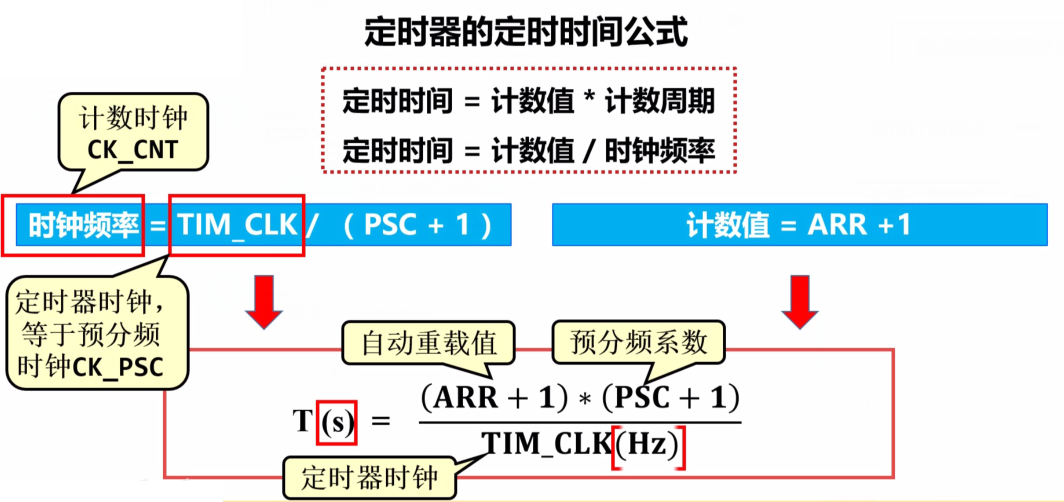 定时器的定时时间公式
定时时间 = 计数值 * 计数周期
定时时间 = 计数值 / 时钟频率
计数时钟
CK_CNT
时钟频率 = TIM_CLK / （ PSC + 1 ）
计数值 = ARR +1
定时器时钟，
等于预分频
时钟CK_PSC
自动重载值
预分频系数
(ARR + 1) ∗ (PSC + 1)
T (s) =
TIM_CLK(Hz)
定时器时钟